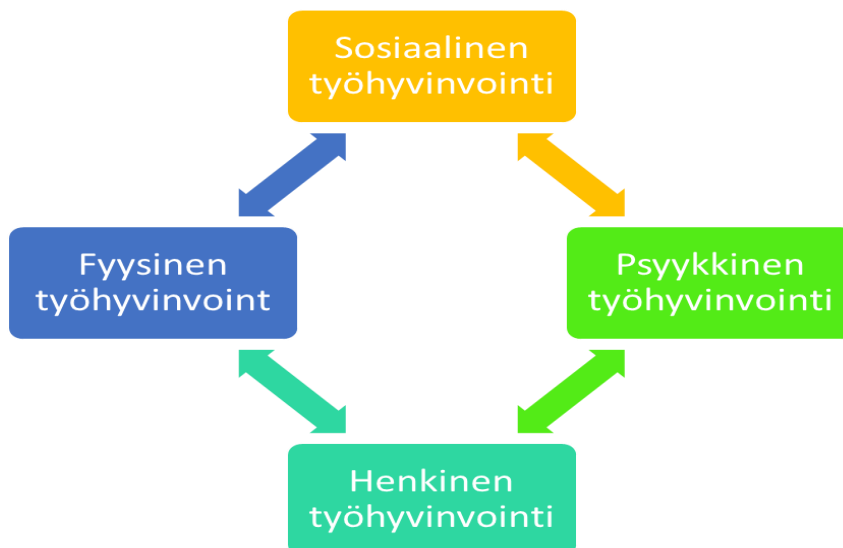 Sosiaalinen
työhyvinvointi
Fyysinen
työhyvinvoint
Psyykkinen
työhyvinvointi
Henkinen
työhyvinvointi